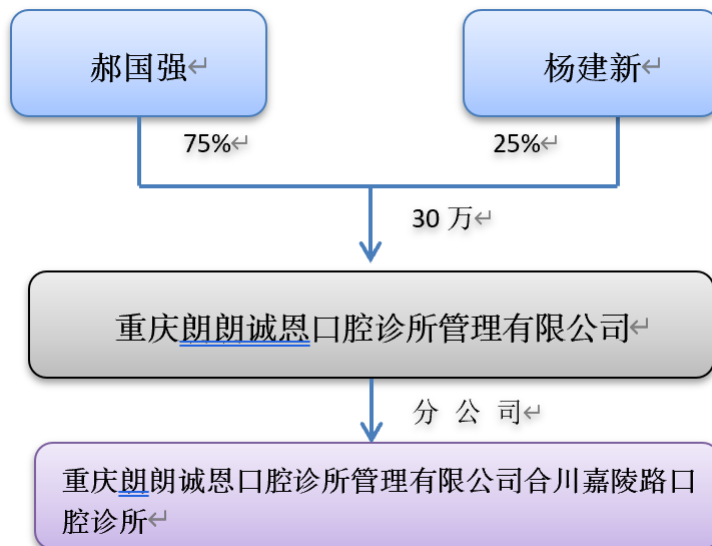 郝国强
杨建新
75%
25%
30 万
重庆朗朗诚恩口腔诊所管理有限公司
分 公 司
重庆朗朗诚恩口腔诊所管理有限公司合川嘉陵路口
腔诊所